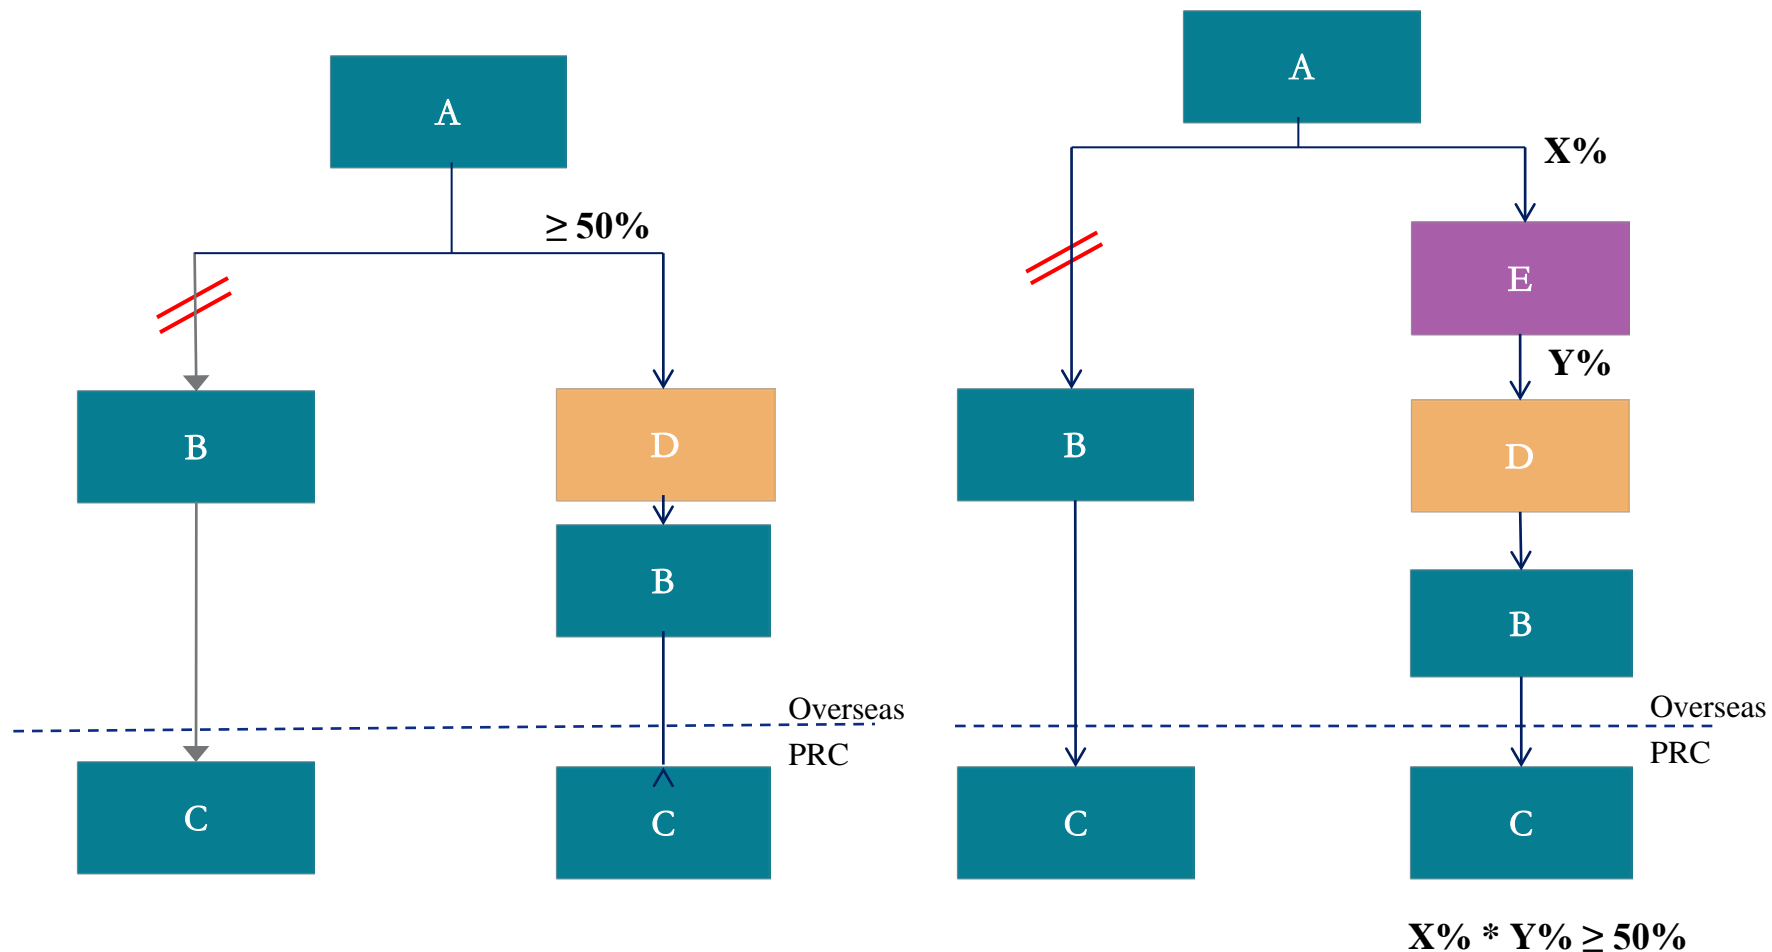 A
≥ 50%
B
D
B
Overseas
PRC
C
C
A
X%
E
Y%
B
D
B
Overseas
PRC
C
C
X% * Y% ≥ 50%